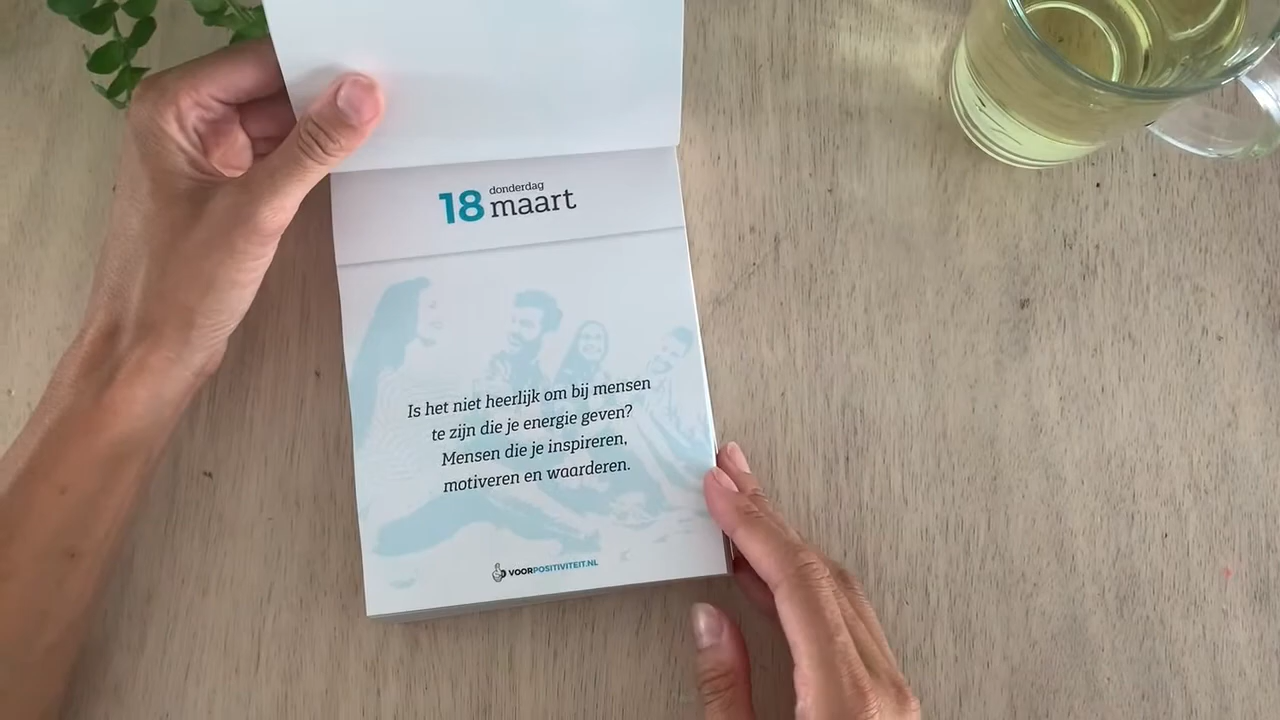 18 donderdag
maart
Is het niet heerlijk om bij mensen
te zijn die je energie geven?
Mensen die je inspireren,
motiveren en waarderen.
VOORPOSITIVITEIT.NL